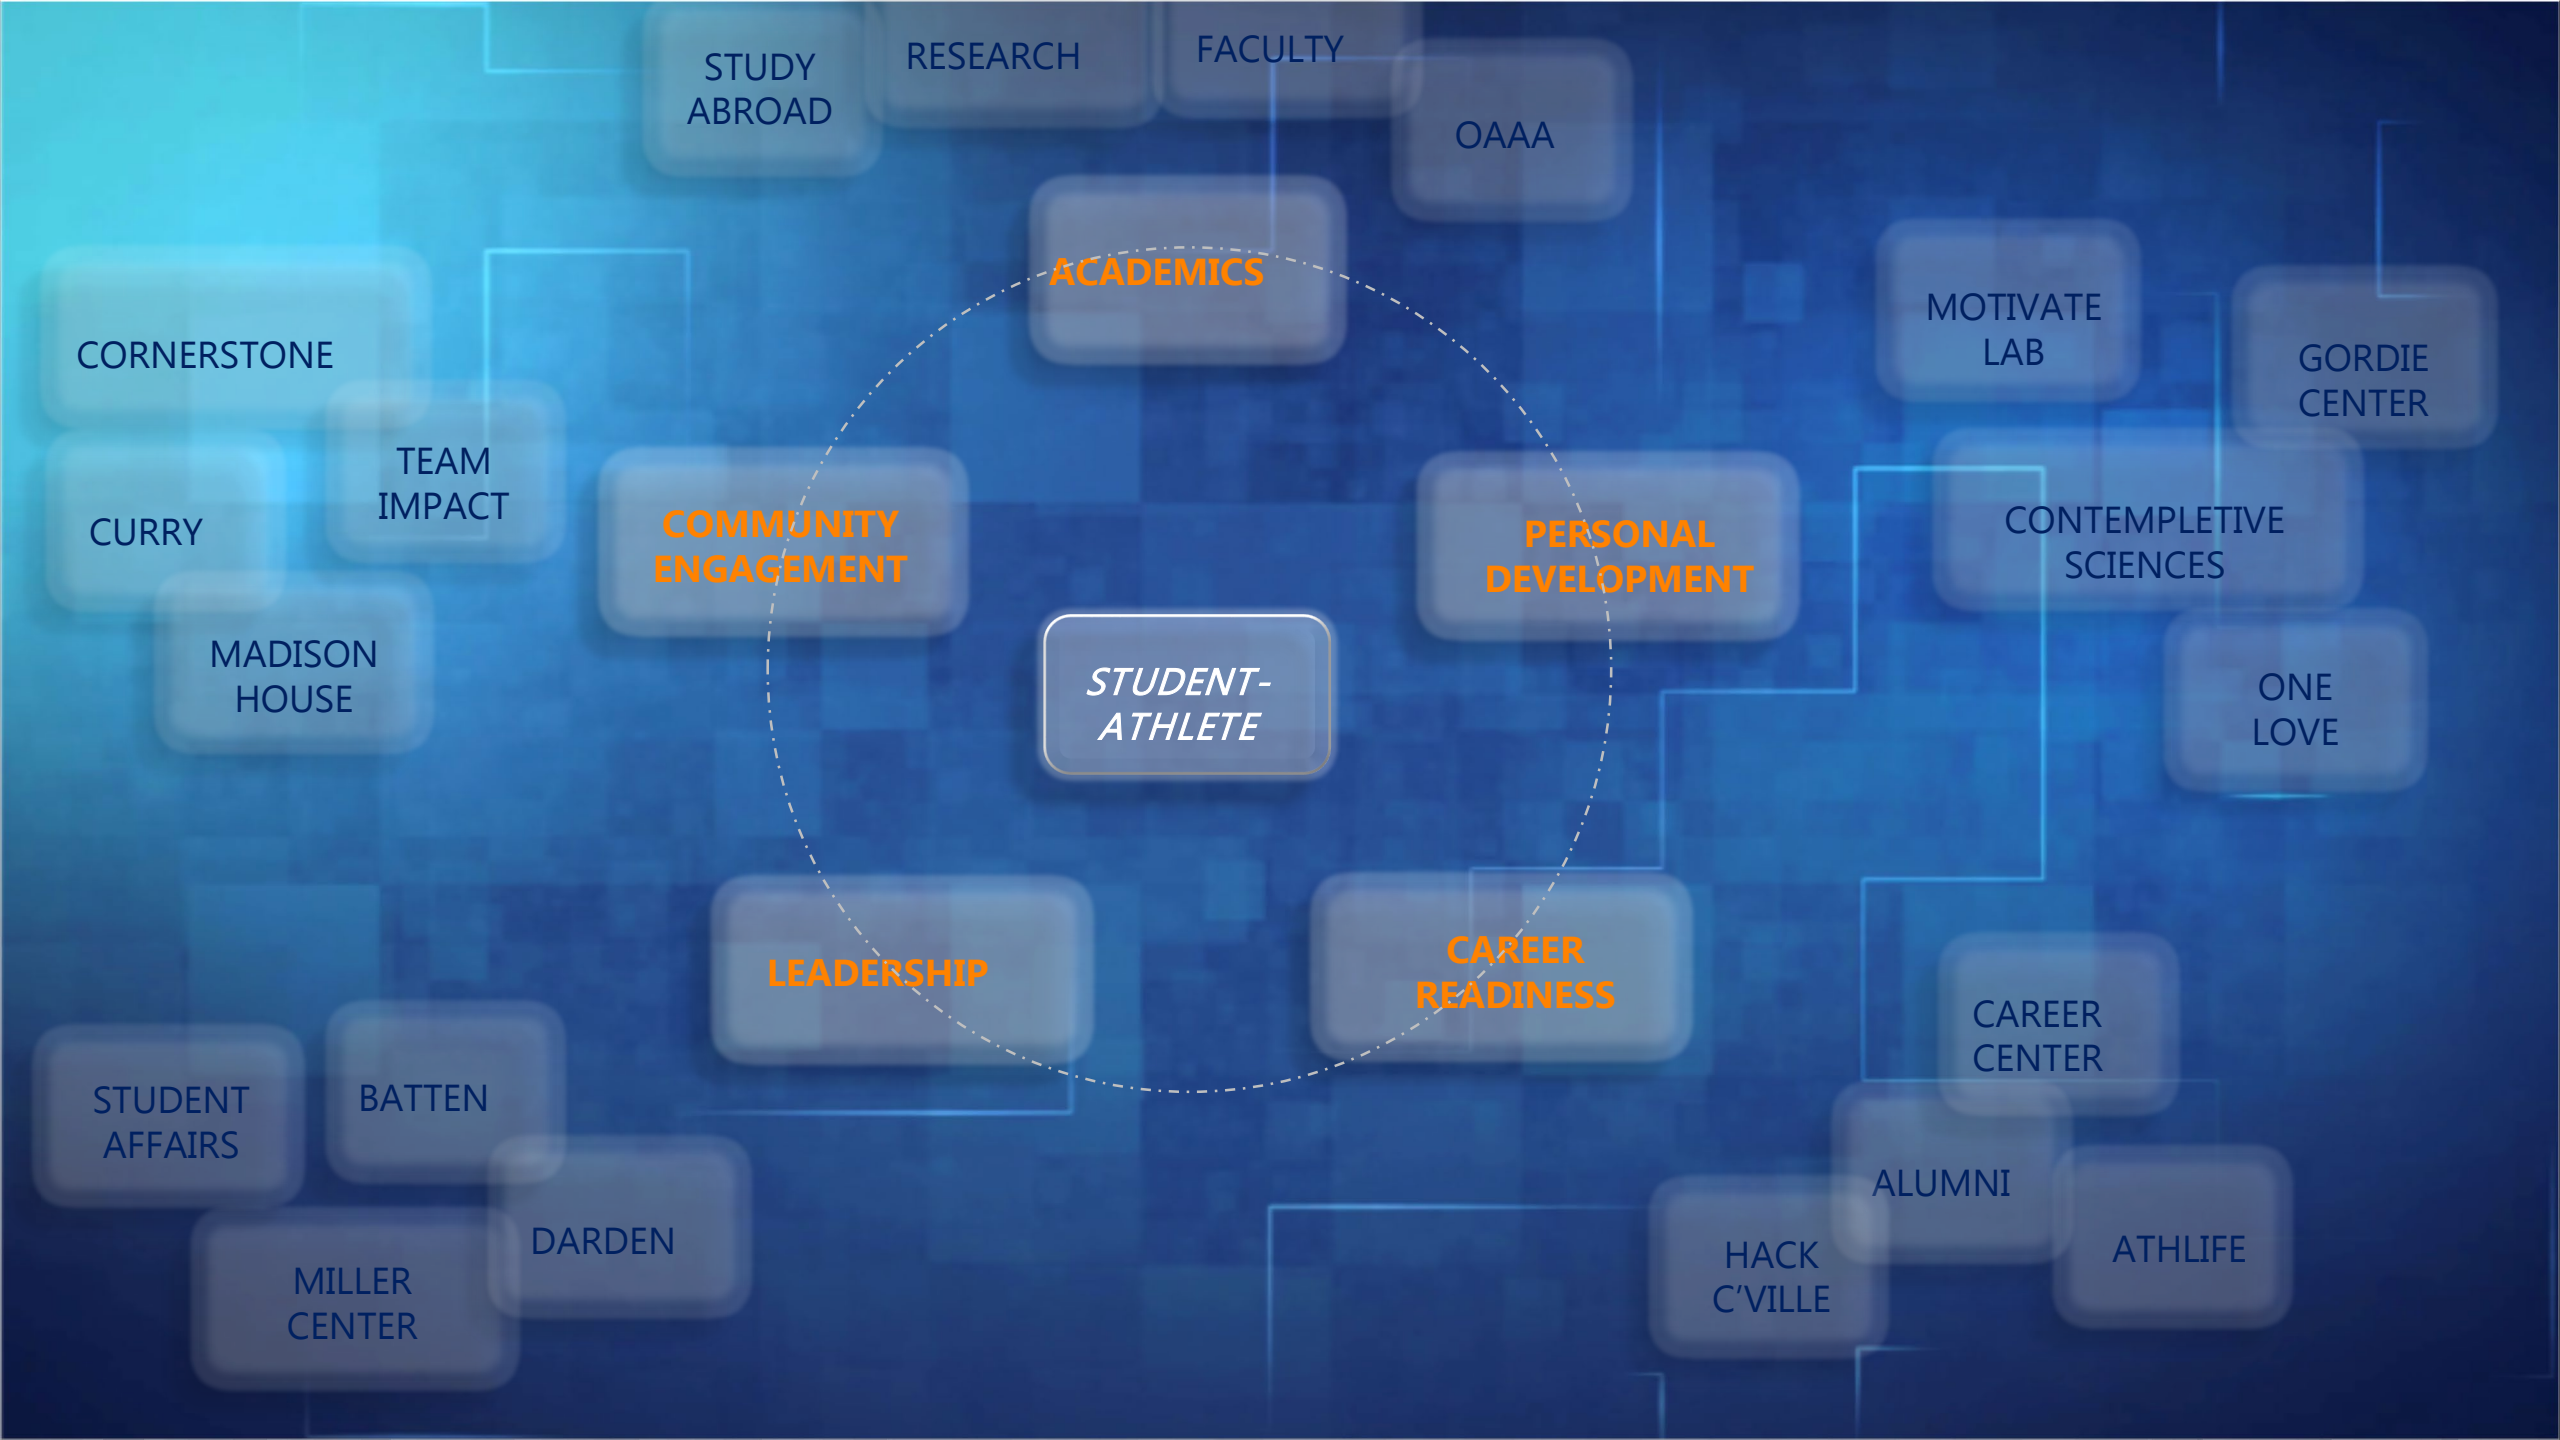 STUDY
ABROAD
RESEARCH
FACULTY
OAAA
ACADEMICS
CORNERSTONE
TEAM
IMPACT
CURRY
MADISON
HOUSE
COMMUNITY
ENGAGEMENT
PERSONAL
DEVELOPMENT
MOTIVATE
LAB
GORDIE
CENTER
CONTEMPLETIVE
SCIENCES
ONE
LOVE
STUDENT-
ATHLETE
LEADERSHIP
CAREER
READINESS
STUDENT
AFFAIRS
BATTEN
DARDEN
MILLER
CENTER
CAREER
CENTER
ALUMNI
HACK
C’VILLE
ATHLIFE